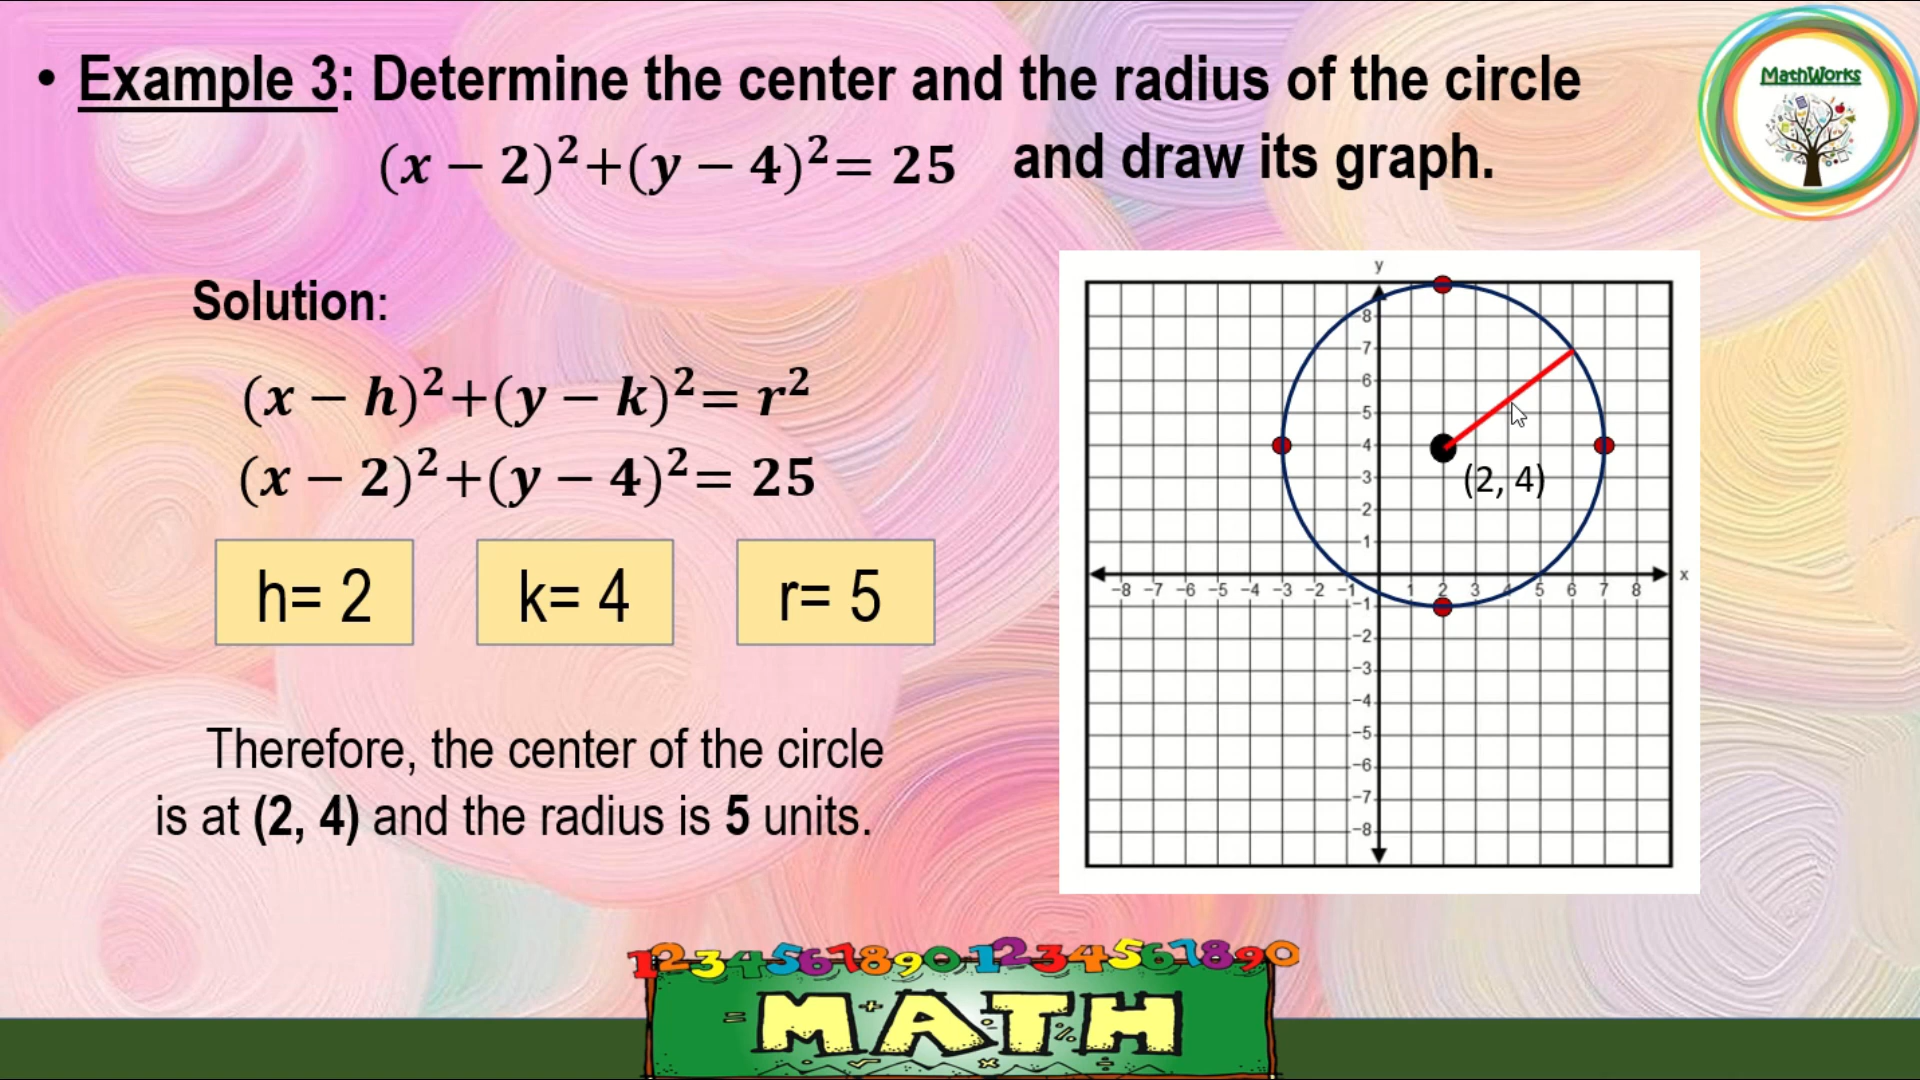 • Example 3: Determine the center and the radius of the circle
(x − 2)²+(y − 4)²= 25 and draw its graph.
MathWorks
Solution:
(x − h)²+(y − k)²= r²
(x − 2)²+(y − 4)²= 25
h= 2 k= 4 r= 5
Therefore, the center of the circle
is at (2, 4) and the radius is 5 units.
y
8
7
6
5
4
(2, 4)
3
2
1
x
−8 −7 −6 −5 −4 −3 −2 −1 1 2 3 4 5 6 7 8
−1
−2
−3
−4
−5
−6
−7
−8
12345678901234567890
MATH